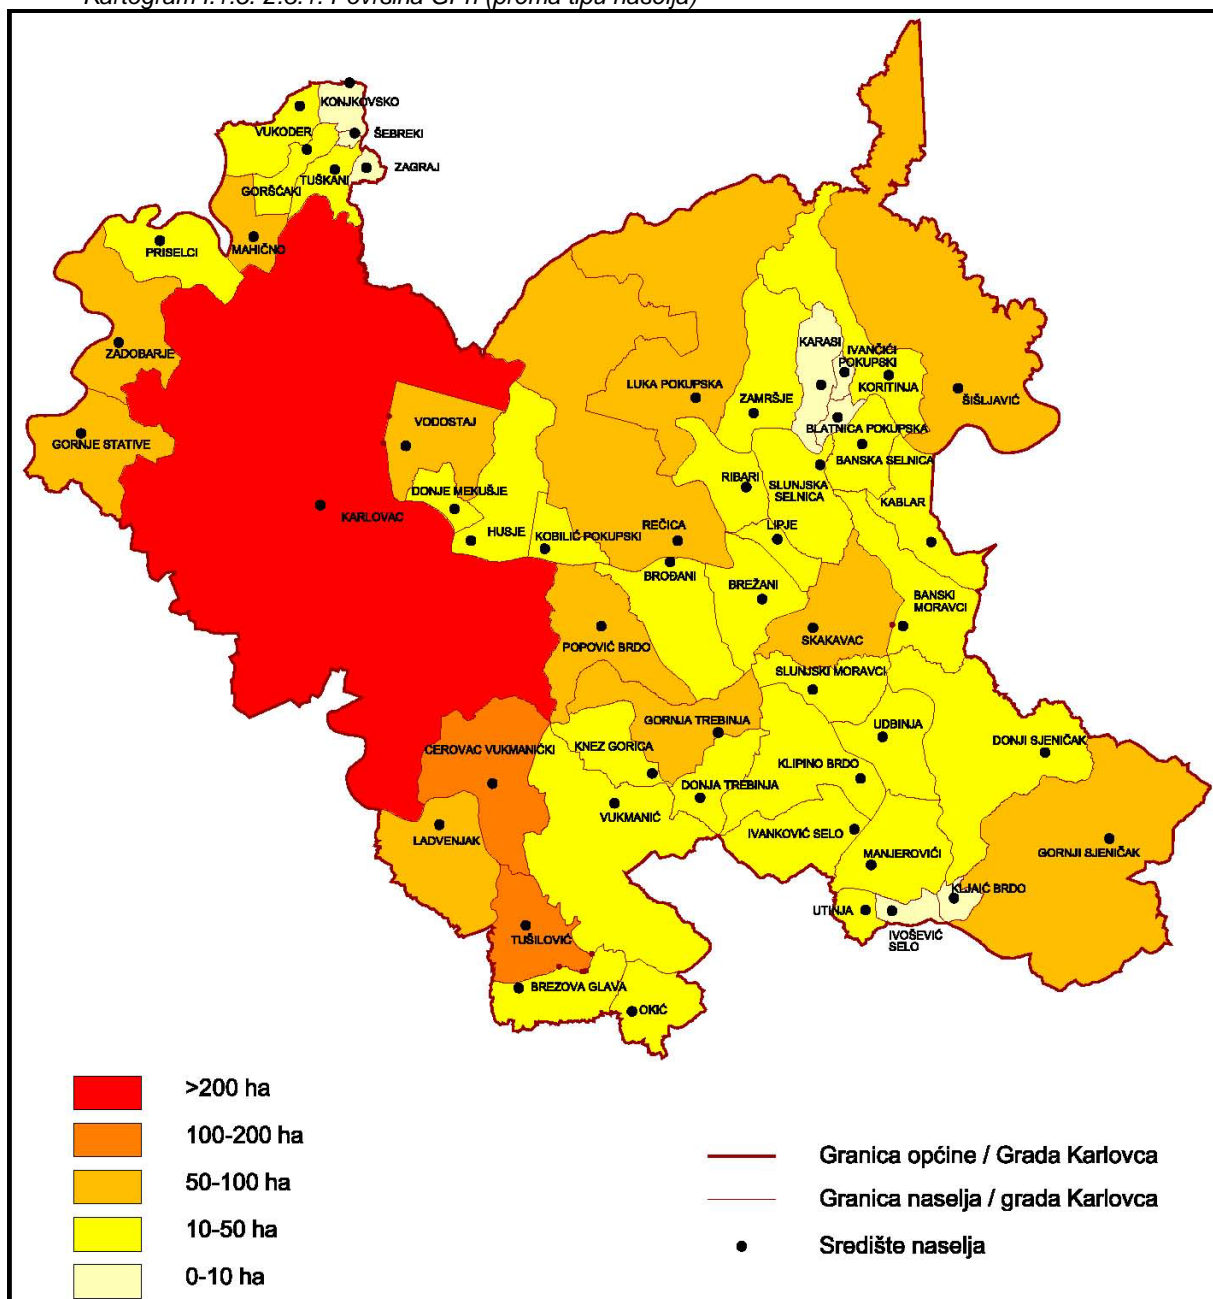 Kartogram I.1.3. 2.3.1. Površina GPn (prema tipu naselja)
KONJKOVSKO
VUKODER
ŠEBREKI
TUŠKANI
ZAGRAJ
GORŠĆAKI
PRISELCI
MAHIČNO
ZADOBARJE
GORNJE STATIVE
KARLOVAC
VODOSTAJ
DONJE MEKUŠJE
HUSJE
KOBILIĆ POKUPSKI
LUKA POKUPSKA
REČICA
ZAMRŠJE
KARASI
IVANČIĆI
POKUPSKI
KORITINJA
ŠIŠLJAVIĆ
BLATNICA POKUPSKA
BANSKA SELNICA
RIBARI
SLUNJSKA
SELNICA
KABLAR
LIPJE
BROĐANI
BREŽANI
BANSKI
MORAVCI
SKAKAVAC
POPOVIĆ BRDO
SLUNJSKI MORAVCI
GORNJA TREBINJA
UDBINJA
DONJI SJENIČAK
CEROVAC VUKMANIĆKI
KNEZ GORICA
KLIPINO BRDO
DONJA TREBINJA
VUKMANIĆ
LADVENJAK
IVANKOVIĆ SELO
MANJEROVIĆI
GORNJI SJENIČAK
KLJAIĆ BRDO
UTINJA
IVOŠEVIĆ
SELO
TUŠILOVIĆ
BREZOVA GLAVA
OKIĆ
>200 ha
100-200 ha
50-100 ha
10-50 ha
0-10 ha
Granica općine / Grada Karlovca
Granica naselja / grada Karlovca
Središte naselja